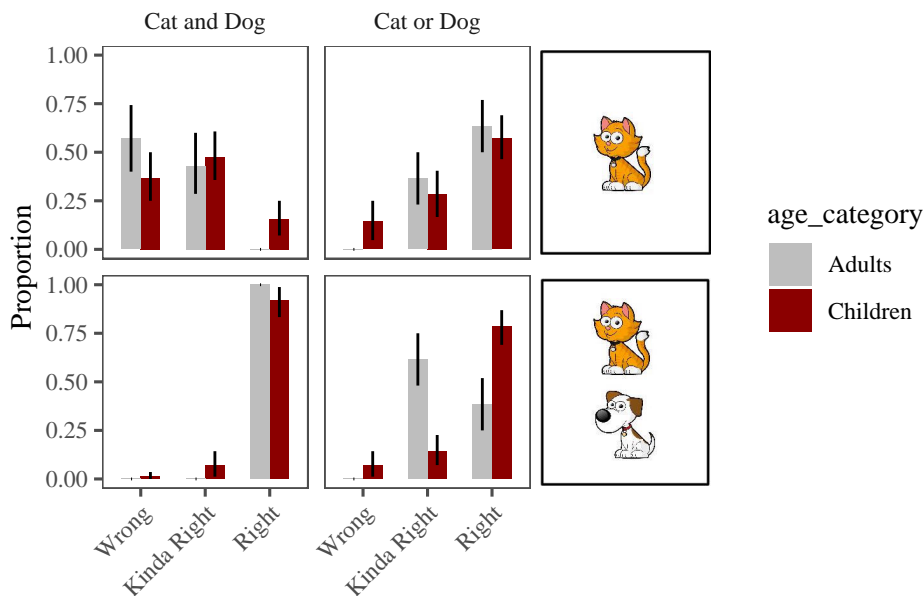 Cat and Dog
Cat or Dog
Proportion
1.00
0.75
0.50
0.25
0.00
1.00
0.75
0.50
0.25
0.00
Wrong
Kinda Right
Right
Wrong
Kinda Right
Right
age_category
Adults
Children